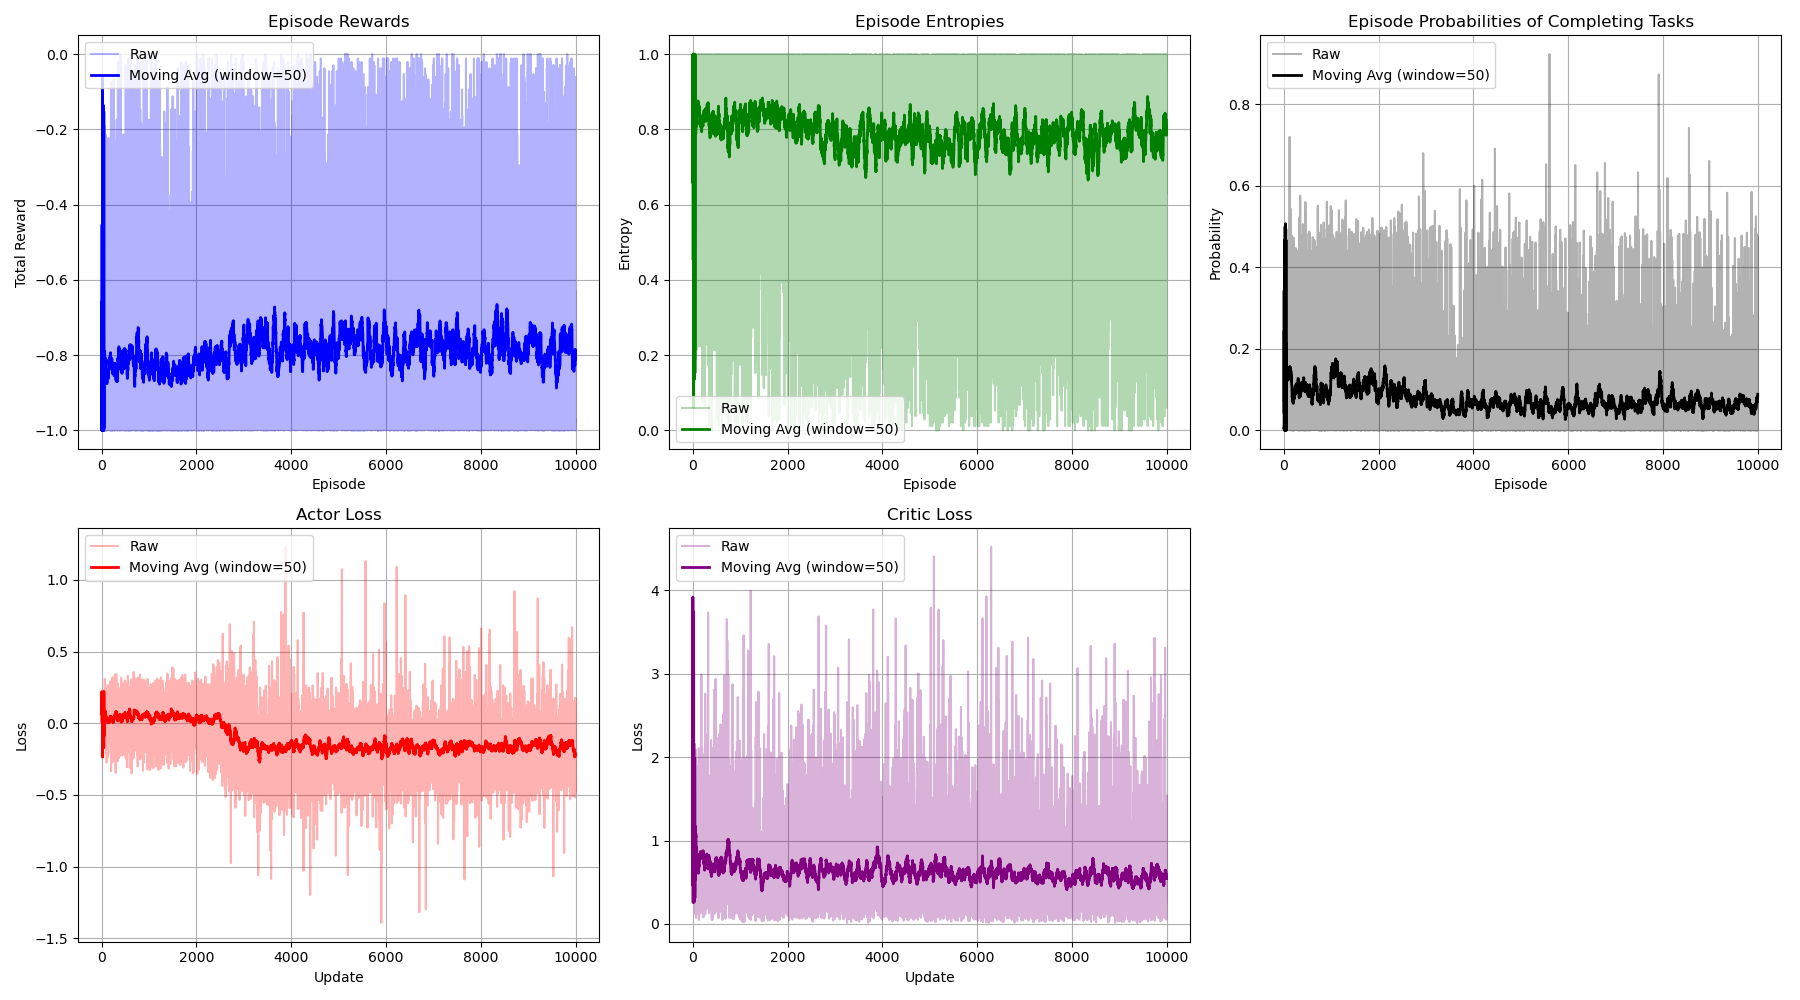 Episode Rewards
Raw
Moving Avg (window=50)
Total Reward
0.0
−0.2
−0.4
−0.6
−0.8
−1.0
0
2000
4000
6000
8000
10000
Episode
Episode Entropies
Raw
Moving Avg (window=50)
Entropy
1.0
0.8
0.6
0.4
0.2
0.0
0
2000
4000
6000
8000
10000
Episode
Episode Probabilities of Completing Tasks
Raw
Moving Avg (window=50)
Probability
0.8
0.6
0.4
0.2
0.0
0
2000
4000
6000
8000
10000
Episode
Actor Loss
Raw
Moving Avg (window=50)
Loss
1.0
0.5
0.0
−0.5
−1.0
−1.5
0
2000
4000
6000
8000
10000
Update
Critic Loss
Raw
Moving Avg (window=50)
Loss
4
3
2
1
0
0
2000
4000
6000
8000
10000
Update